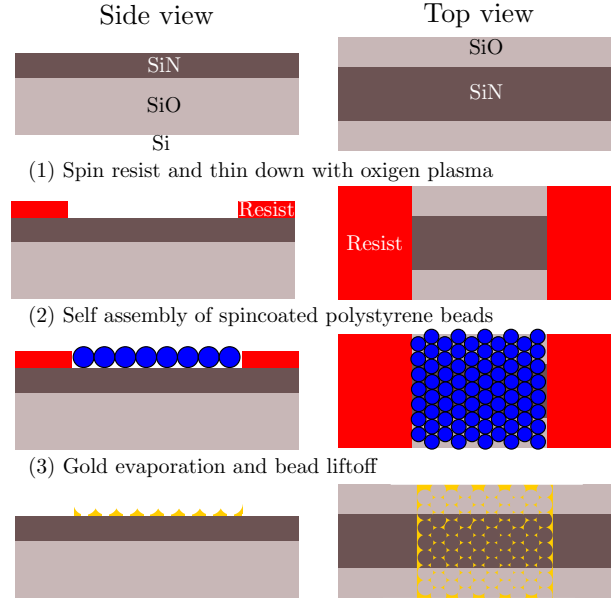 Side view
Top view
SiN
SiO
Si
SiO
SiN
(1) Spin resist and thin down with oxigen plasma
Resist
Resist
(2) Self assembly of spincoated polystyrene beads
(3) Gold evaporation and bead liftoff